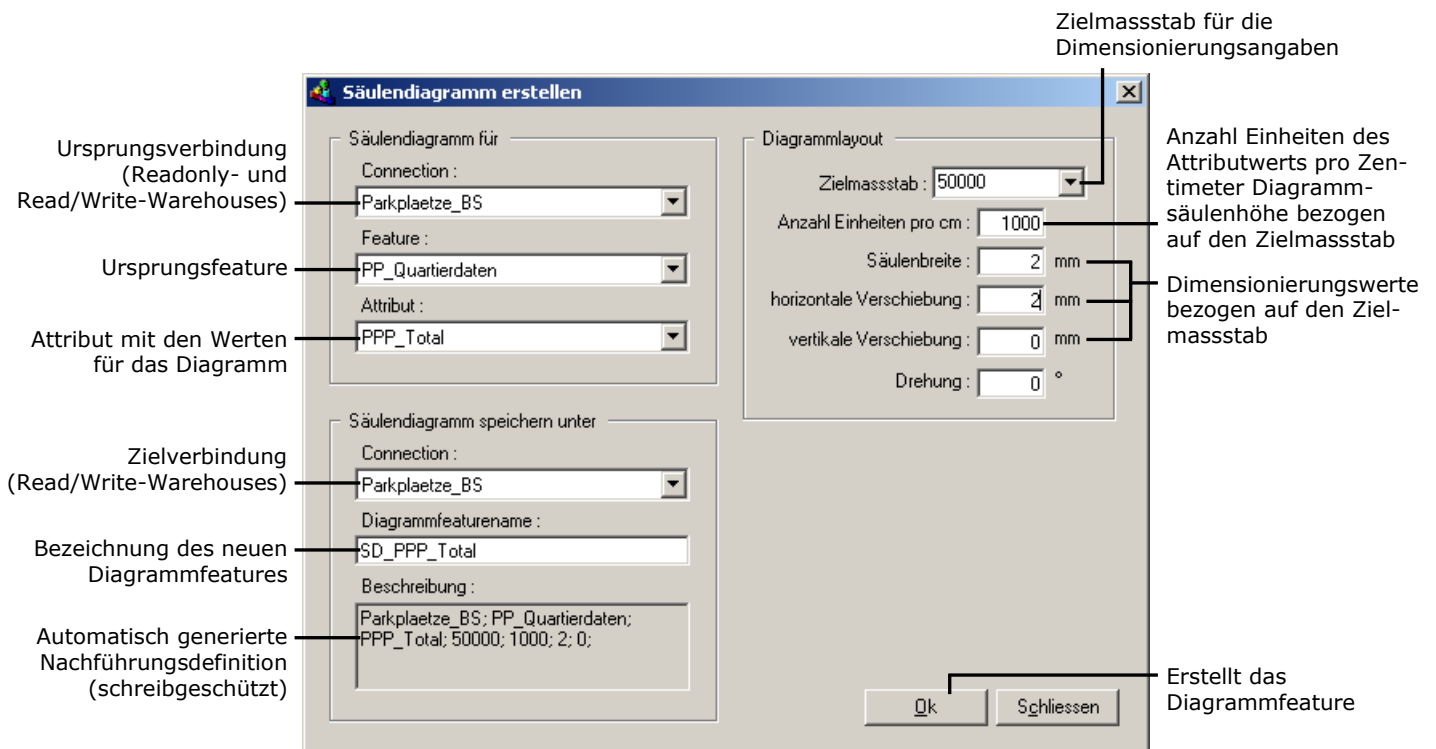 Zielmassstab für die
Dimensionierungsangaben
Säulendiagramm erstellen
Ursprungsverbindung
(Readonly- und
Read/Write-Warehouses)
Ursprungsfeature
Attribut mit den Werten
für das Diagramm
Säulendiagramm für
Connection :
Parkplaetze_BS
Feature :
PP_Quartierdaten
Attribut :
PPP_Total
Diagrammlayout
Zielmassstab : 50000
Anzahl Einheiten pro cm : 1000
Säulenbreite : 2 mm
horizontale Verschiebung : 2 mm
vertikale Verschiebung : 0 mm
Drehung : 0 °
Anzahl Einheiten des
Attributwerts pro Zen-
timeter Diagramm-
säulenhöhe bezogen
auf den Zielmassstab
Dimensionierungswerte
bezogen auf den Ziel-
massstab
Zielverbindung
(Read/Write-Warehouses)
Bezeichnung des neuen
Diagrammfeatures
Automatisch generierte
Nachführungsdefinition
(schreibgeschützt)
Säulendiagramm speichern unter
Connection :
Parkplaetze_BS
Diagrammfeaturename :
SD_PPP_Total
Beschreibung :
Parkplaetze_BS; PP_Quartierdaten;
PPP_Total; 50000; 1000; 2; 0;
Ok
Schliessen
Erstellt das
Diagrammfeature